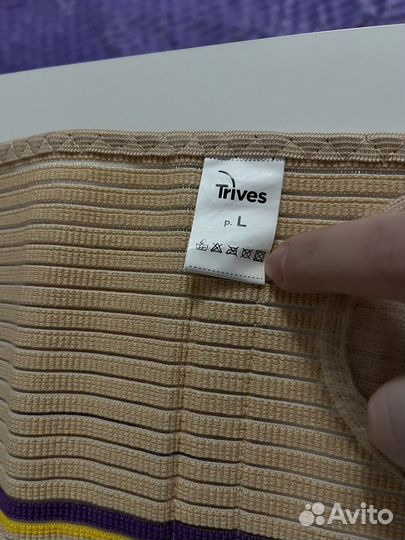 Trives
р. L
Avito